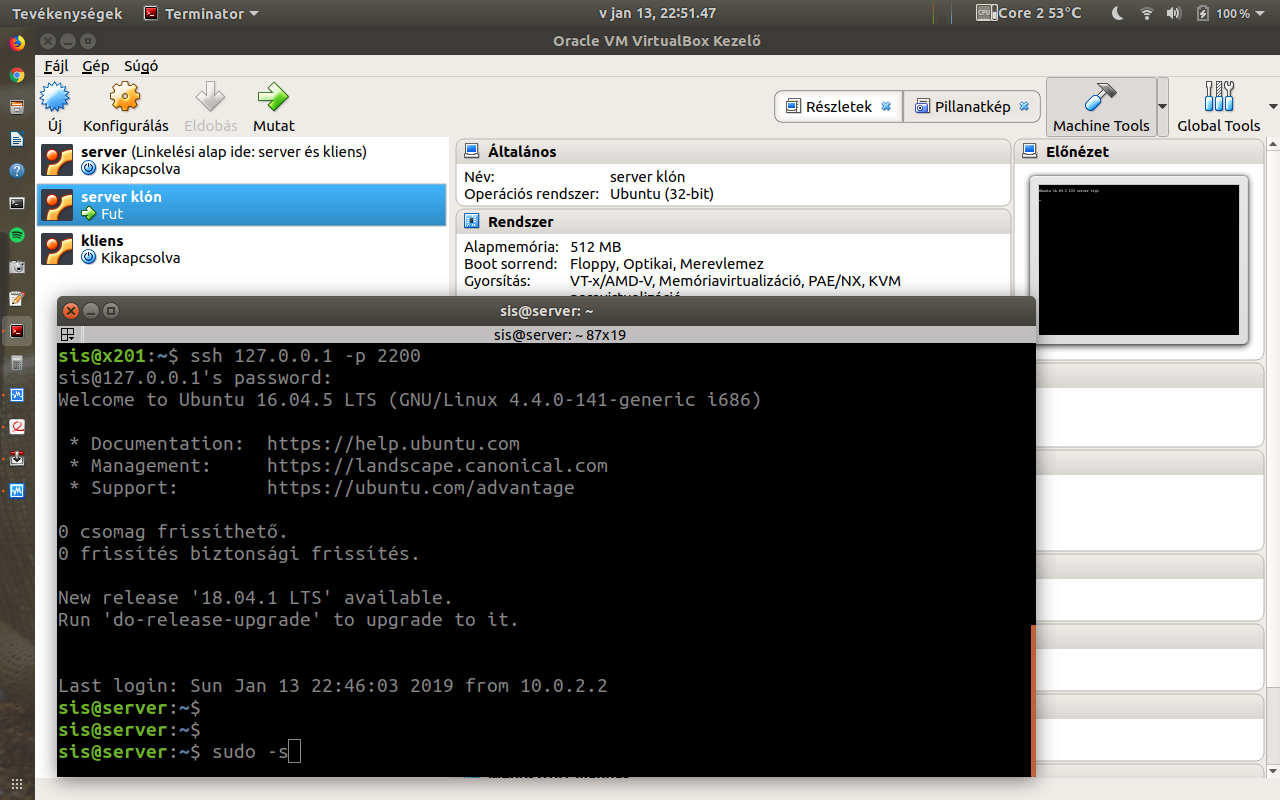 Tevékenységek
Terminator
v jan 13, 22:51.47
CPU
Core 2 53°C
100 %
Oracle VM VirtualBox Kezelő
Fájl Gép Súgó
Új
Konfigurálás
Eldobás
Mutat
Részletek
Pillanatkép
Machine Tools
Global Tools
server (Linkelési alap ide: server és kliens)
Kikapcsolva
server klón
Fut
kliens
Kikapcsolva
Általános
Név: server klón
Operációs rendszer: Ubuntu (32-bit)
Rendszer
Alapmemória: 512 MB
Boot sorrend: Floppy, Optikai, Merevlemez
Gyorsítás: VT-x/AMD-V, Memóriavirtualizáció, PAE/NX, KVM
Előnézet
Ubuntu 16.04.5 LTS server tty1
sis@server: ~
sis@server: ~ 87x19
sis@x201:~$ ssh 127.0.0.1 -p 2200
sis@127.0.0.1's password:
Welcome to Ubuntu 16.04.5 LTS (GNU/Linux 4.4.0-141-generic i686)
* Documentation: https://help.ubuntu.com
* Management: https://landscape.canonical.com
* Support: https://ubuntu.com/advantage
0 csomag frissíthető.
0 frissítés biztonsági frissítés.
New release '18.04.1 LTS' available.
Run 'do-release-upgrade' to upgrade to it.
Last login: Sun Jan 13 22:46:03 2019 from 10.0.2.2
sis@server:~$
sis@server:~$
sis@server:~$ sudo -s